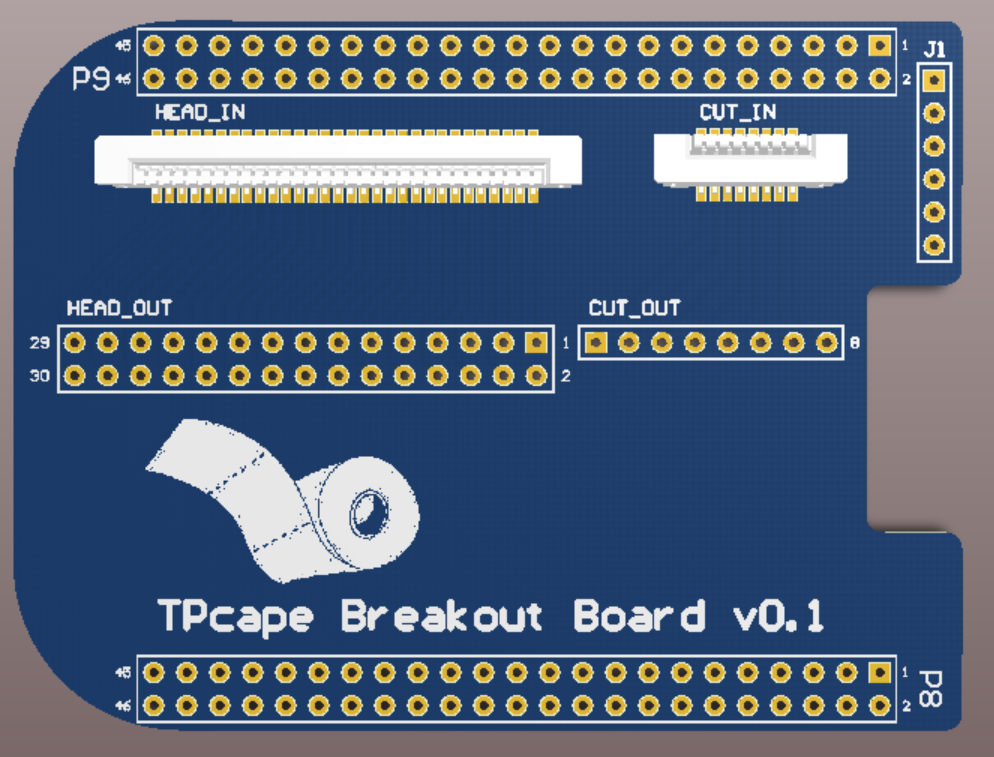 45 1
J1
P9 46 2
HEAD_IN CUT_IN
HEAD_OUT CUT_OUT
29 1 8
30 2
TPcape Breakout Board v0.1
45 1
46 2 P8